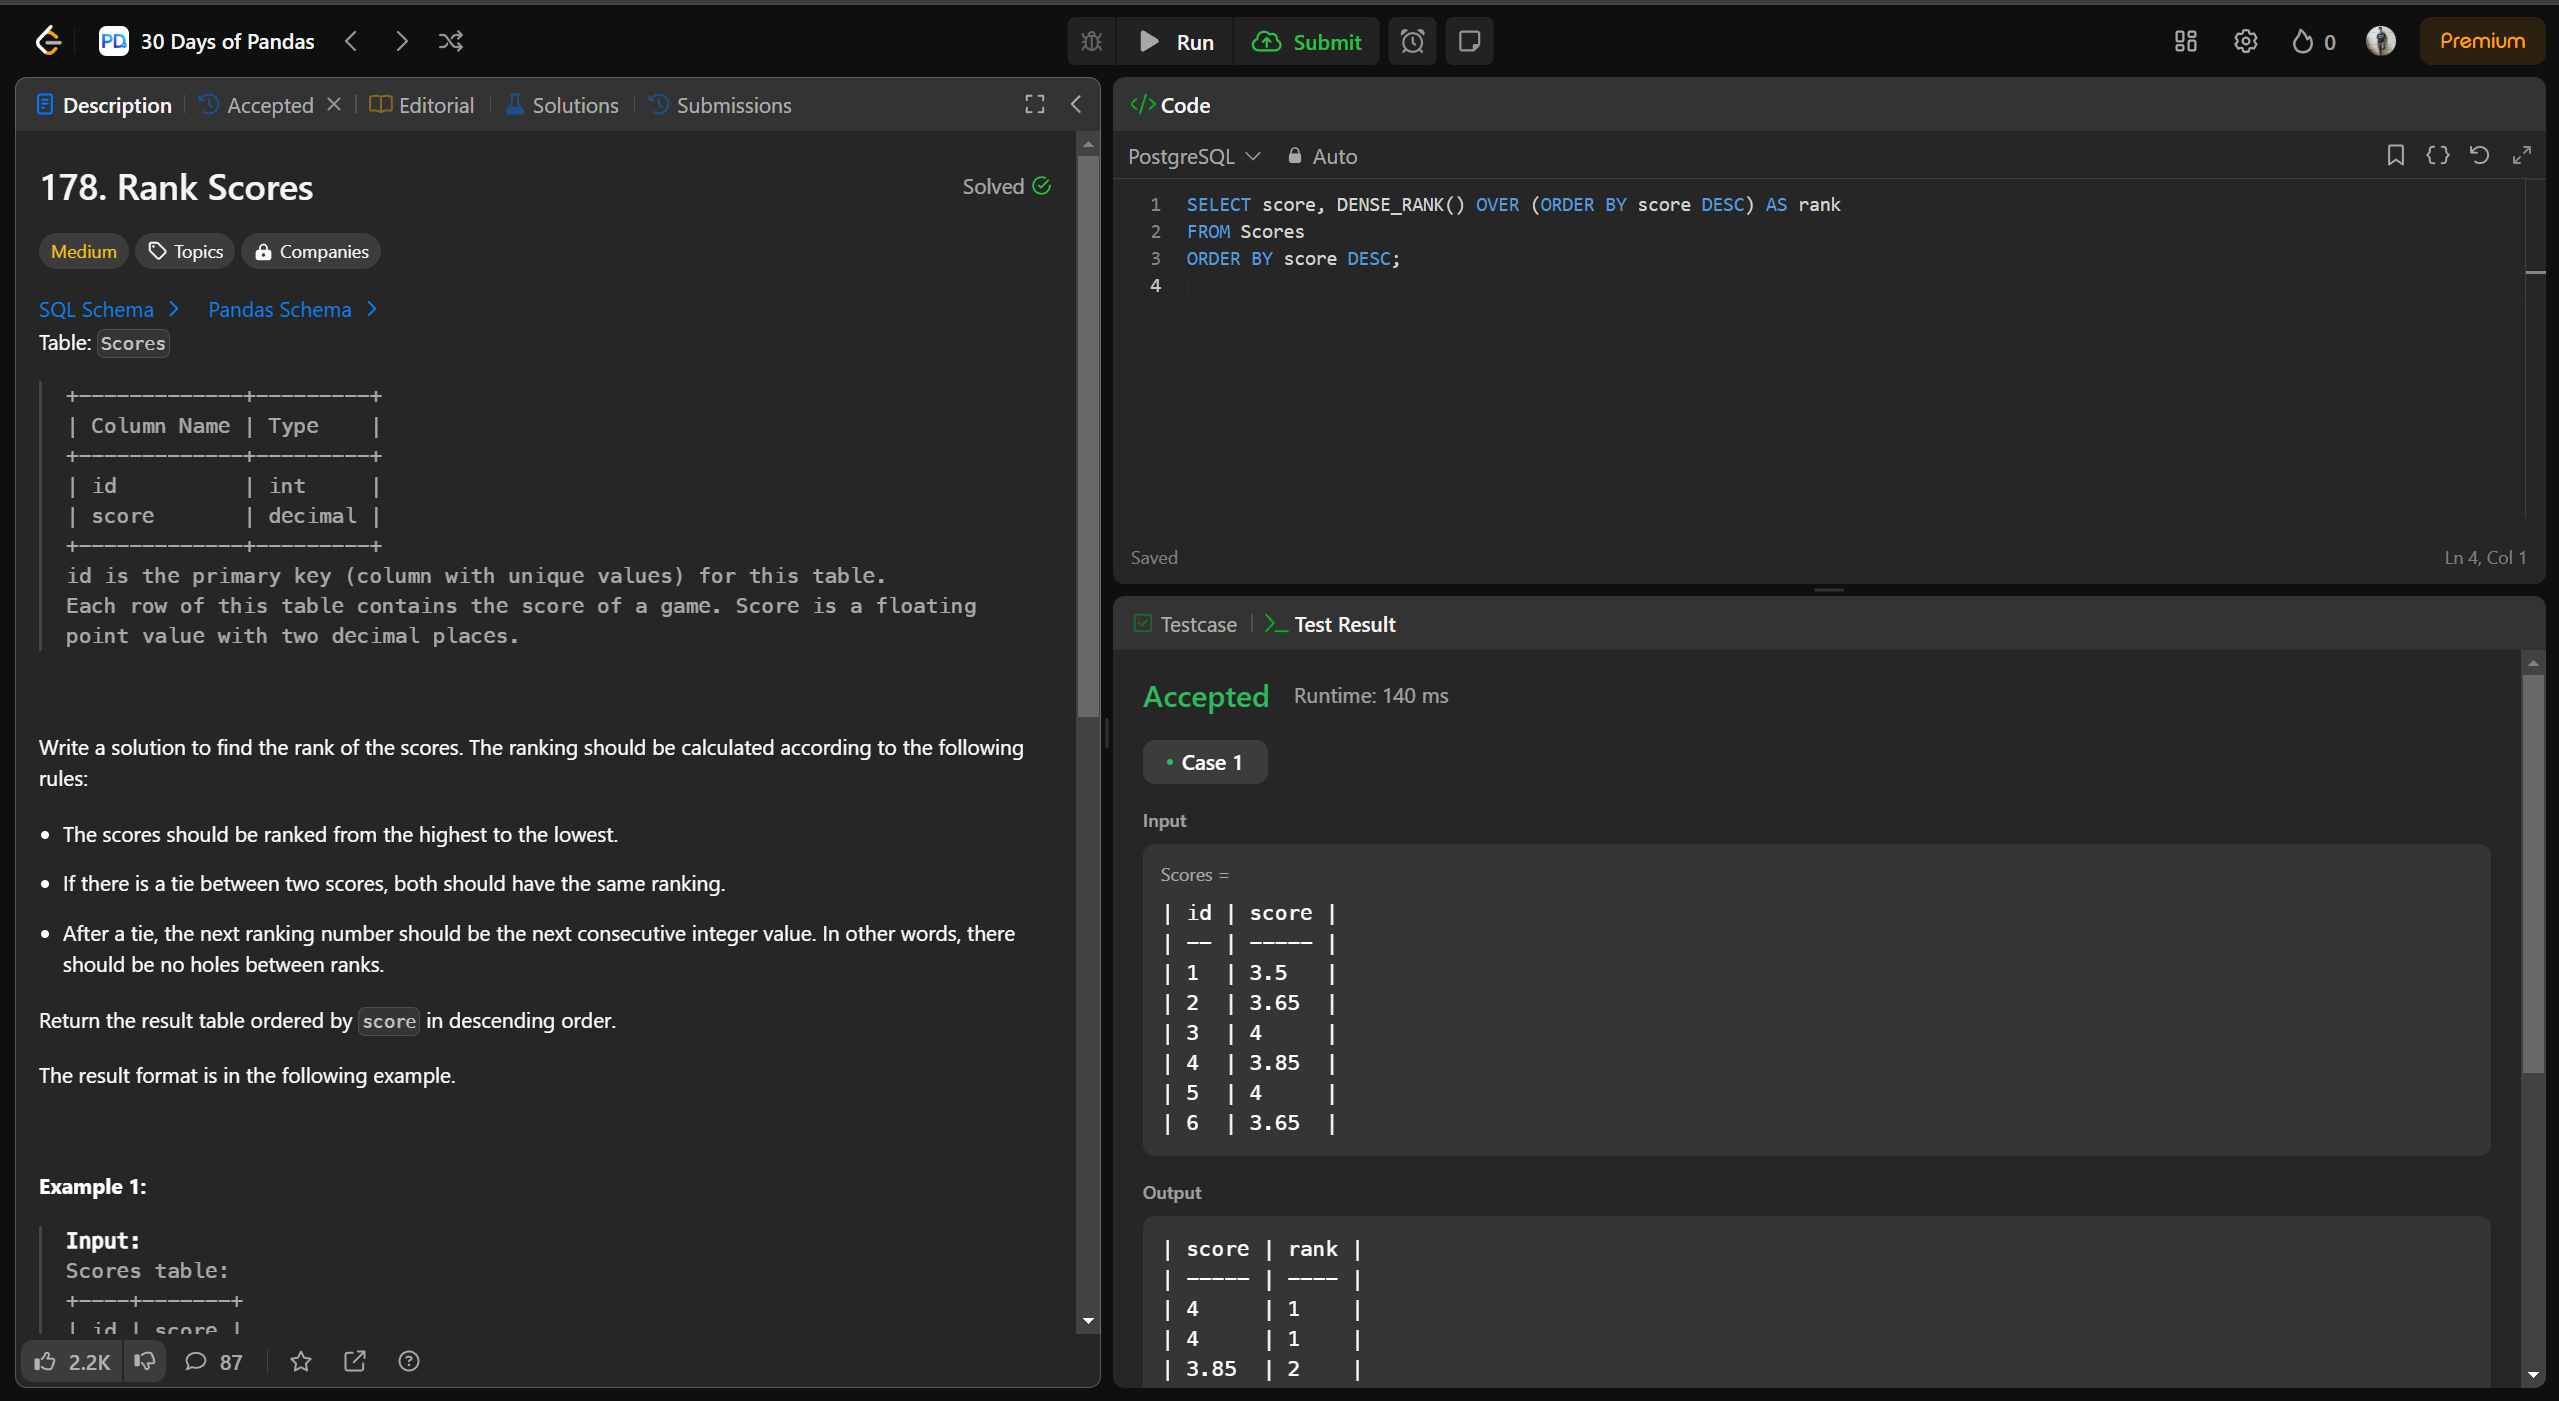 PD 30 Days of Pandas
Run
Submit
0
Premium
Description
Accepted
Editorial
Solutions
Submissions
178. Rank Scores
Solved
Medium
Topics
Companies
SQL Schema
Pandas Schema
Table: Scores
+-------------+---------+
| Column Name | Type    |
+-------------+---------+
| id          | int     |
| score       | decimal |
+-------------+---------+
id is the primary key (column with unique values) for this table.
Each row of this table contains the score of a game. Score is a floating
point value with two decimal places.
Write a solution to find the rank of the scores. The ranking should be calculated according to the following
rules:
• The scores should be ranked from the highest to the lowest.
• If there is a tie between two scores, both should have the same ranking.
• After a tie, the next ranking number should be the next consecutive integer value. In other words, there
should be no holes between ranks.
Return the result table ordered by score in descending order.
The result format is in the following example.
Example 1:
Input:
Scores table:
+----+-------+
| id | score |
2.2K
87
</> Code
PostgreSQL
Auto
1 SELECT score, DENSE_RANK() OVER (ORDER BY score DESC) AS rank
2 FROM Scores
3 ORDER BY score DESC;
4
Saved
Ln 4, Col 1
Testcase
>_ Test Result
Accepted
Runtime: 140 ms
• Case 1
Input
Scores =
| id | score |
| -- | ----- |
| 1  | 3.5   |
| 2  | 3.65  |
| 3  | 4     |
| 4  | 3.85  |
| 5  | 4     |
| 6  | 3.65  |
Output
| score | rank |
| ----- | ---- |
| 4     | 1    |
| 4     | 1    |
| 3.85  | 2    |